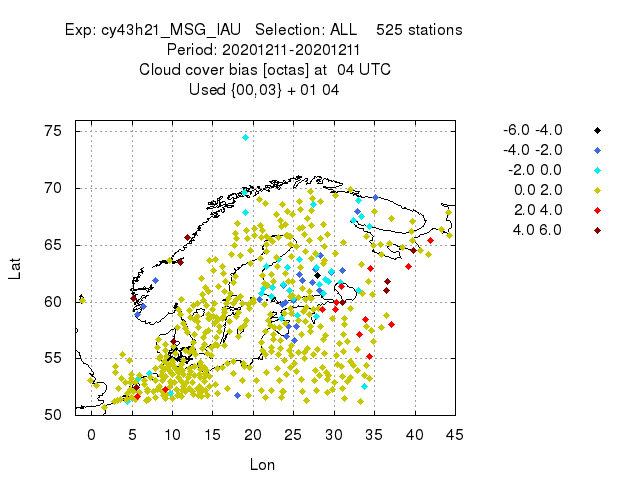 Exp: cy43h21_MSG_IAU   Selection: ALL    525 stations
Period: 20201211-20201211
Cloud cover bias [octas] at  04 UTC
Used {00,03} + 01 04
-6.0 -4.0
-4.0 -2.0
-2.0 0.0
0.0 2.0
2.0 4.0
4.0 6.0
75
70
65
60
55
50
Lat
0 5 10 15 20 25 30 35 40 45
Lon